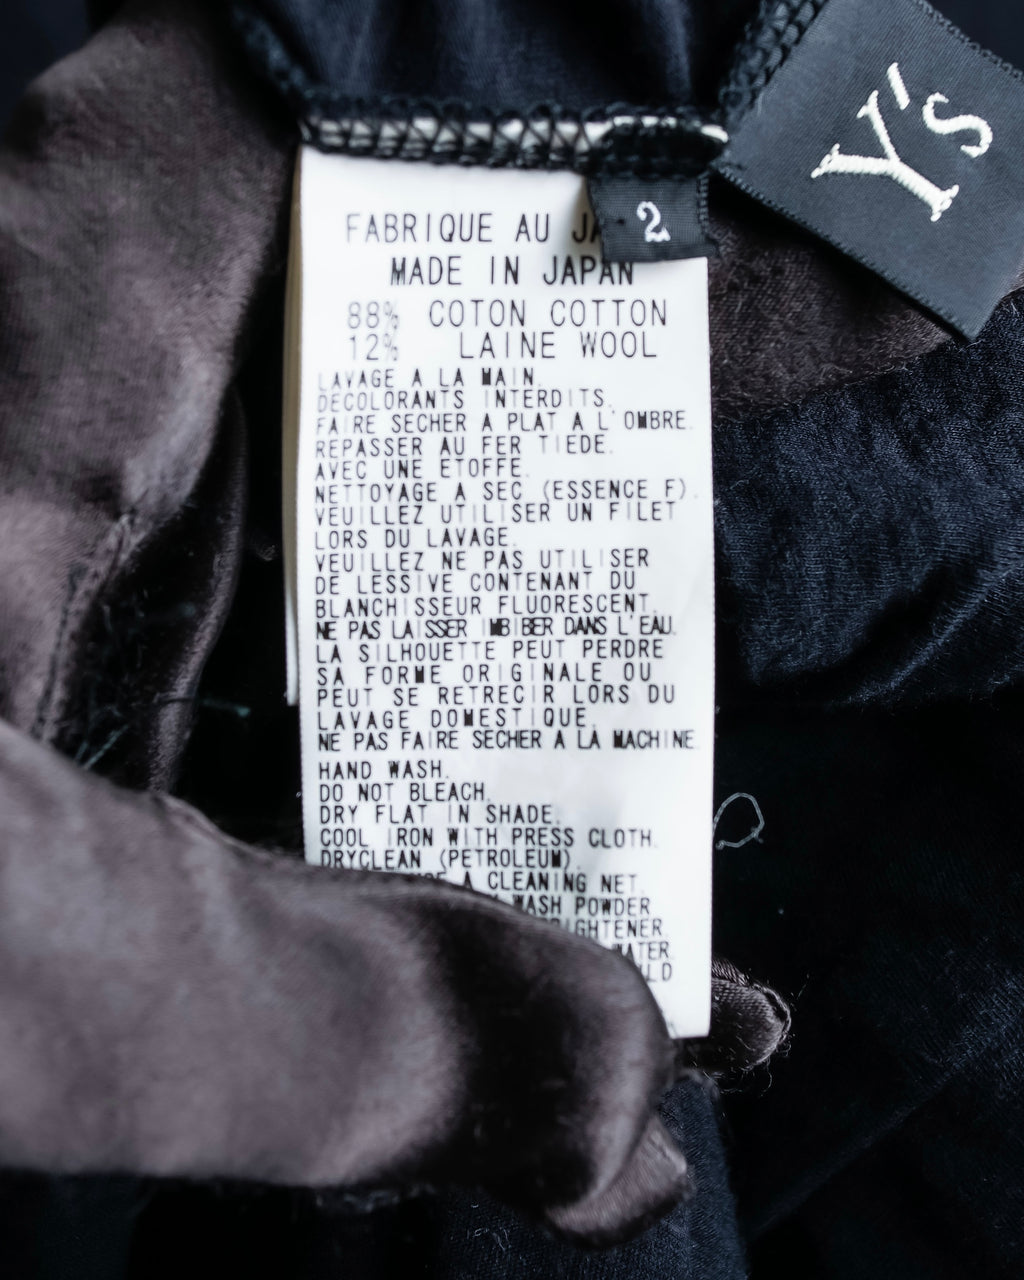 Y's
2
FABRIQUE AU
MADE IN JAPAN
88% COTON COTTON
12% LAINE WOOL
LAVAGE A LA MAIN.
DECOLORANTS INTERDITS.
FAIRE SECHER A PLAT A L'OMBRE.
REPASSER AU FER TIEDE.
AVEC UNE ETOFFE.
NETTOYAGE A SEC (ESSENCE F).
VEUILLEZ UTILISER UN FILET
LORS DU LAVAGE.
VEUILLEZ NE PAS UTILISER
DE LESSIVE CONTENANT DU
BLANCHISSEUR FLUORESCENT.
NE PAS LAISSER IMBIBER DANS L'EAU.
LA SILHOUETTE PEUT PERDRE
SA FORME ORIGINALE OU
PEUT SE RETRECIR LORS DU
LAVAGE DOMESTIQUE.
NE PAS FAIRE SECHER A LA MACHINE
HAND WASH.
DO NOT BLEACH.
DRY FLAT IN SHADE.
COOL IRON WITH PRESS CLOTH.
DRYCLEAN (PETROLEUM).
A CLEANING NET.
WASH POWDER